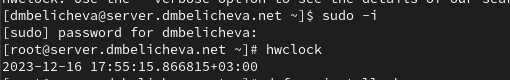 [dmbelicheva@server.dmbelicheva.net ~]$ sudo -i
[sudo] password for dmbelicheva:
[root@server.dmbelicheva.net ~]# hwclock
2023-12-16 17:55:15.866815+03:00